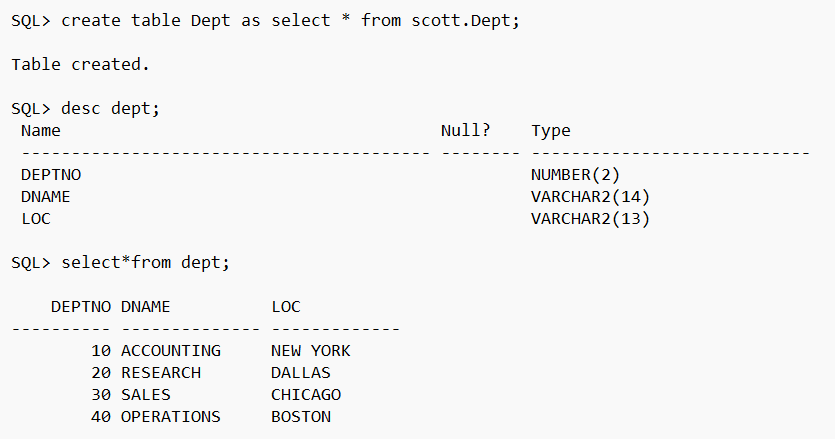 SQL> create table Dept as select * from scott.Dept;
Table created.
SQL> desc dept;
Name                                      Null?    Type
----------------------------------------- -------- ----------------------------
DEPTNO                                             NUMBER(2)
DNAME                                              VARCHAR2(14)
LOC                                                VARCHAR2(13)
SQL> select*from dept;
    DEPTNO DNAME          LOC
---------- -------------- -------------
        10 ACCOUNTING     NEW YORK
        20 RESEARCH       DALLAS
        30 SALES          CHICAGO
        40 OPERATIONS     BOSTON